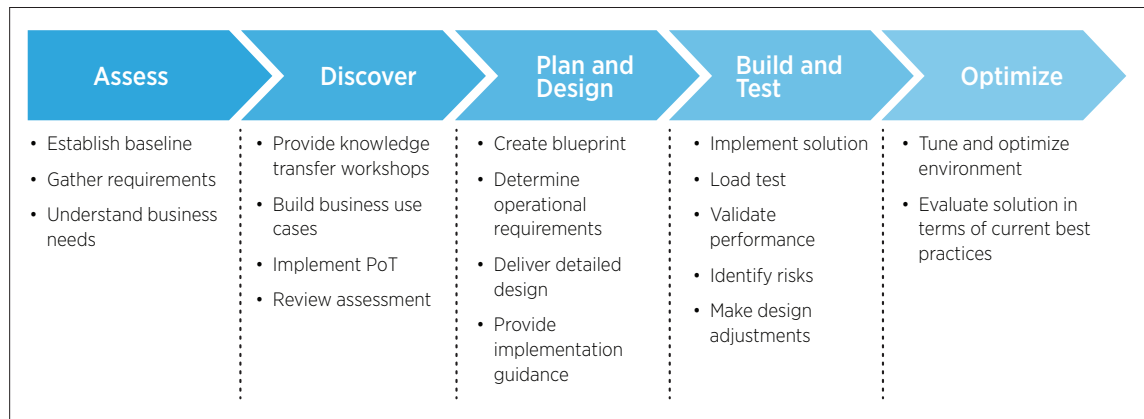 Assess
Discover
Plan and
Design
Build and
Test
Optimize
• Establish baseline
• Gather requirements
• Understand business
needs
• Provide knowledge
transfer workshops
• Build business use
cases
• Implement PoT
• Review assessment
• Create blueprint
• Determine
operational
requirements
• Deliver detailed
design
• Provide
implementation
guidance
• Implement solution
• Load test
• Validate
performance
• Identify risks
• Make design
adjustments
• Tune and optimize
environment
• Evaluate solution in
terms of current best
practices